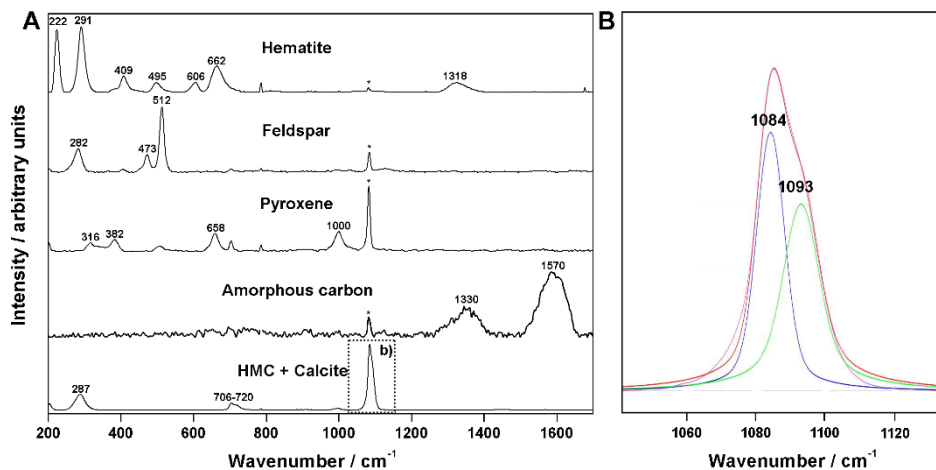 A
222
291
409
495
606
662
*
1318
Hematite
282
473
512
*
Feldspar
316
382
658
1000
*
Pyroxene
*
1330
1570
Amorphous carbon
287
706-720
b)
HMC + Calcite
200 400 600 800 1000 1200 1400 1600
Wavenumber / cm-1
Intensity / arbitrary units
B
1084
1093
1060 1080 1100 1120
Wavenumber / cm-1